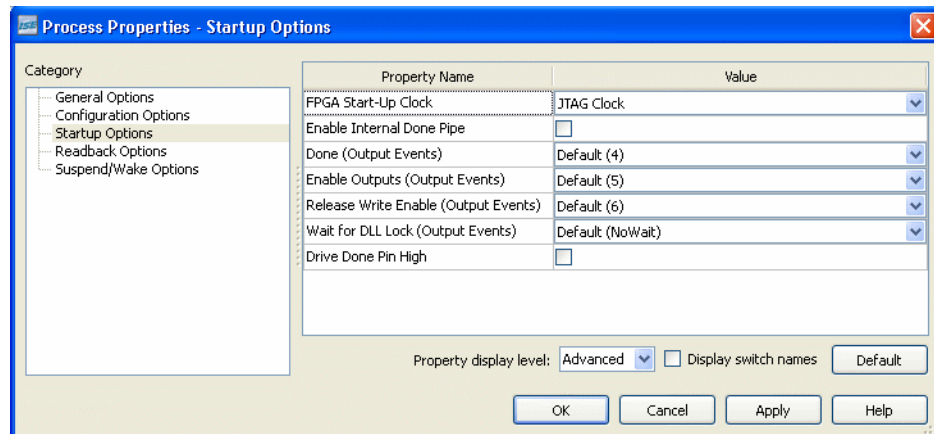 ISE Process Properties - Startup Options
Category
General Options
Configuration Options
Startup Options
Readback Options
Suspend/Wake Options
Property Name Value
FPGA Start-Up Clock JTAG Clock
Enable Internal Done Pipe
Done (Output Events) Default (4)
Enable Outputs (Output Events) Default (5)
Release Write Enable (Output Events) Default (6)
Wait for DLL Lock (Output Events) Default (NoWait)
Drive Done Pin High
Property display level: Advanced Display switch names Default
OK Cancel Apply Help